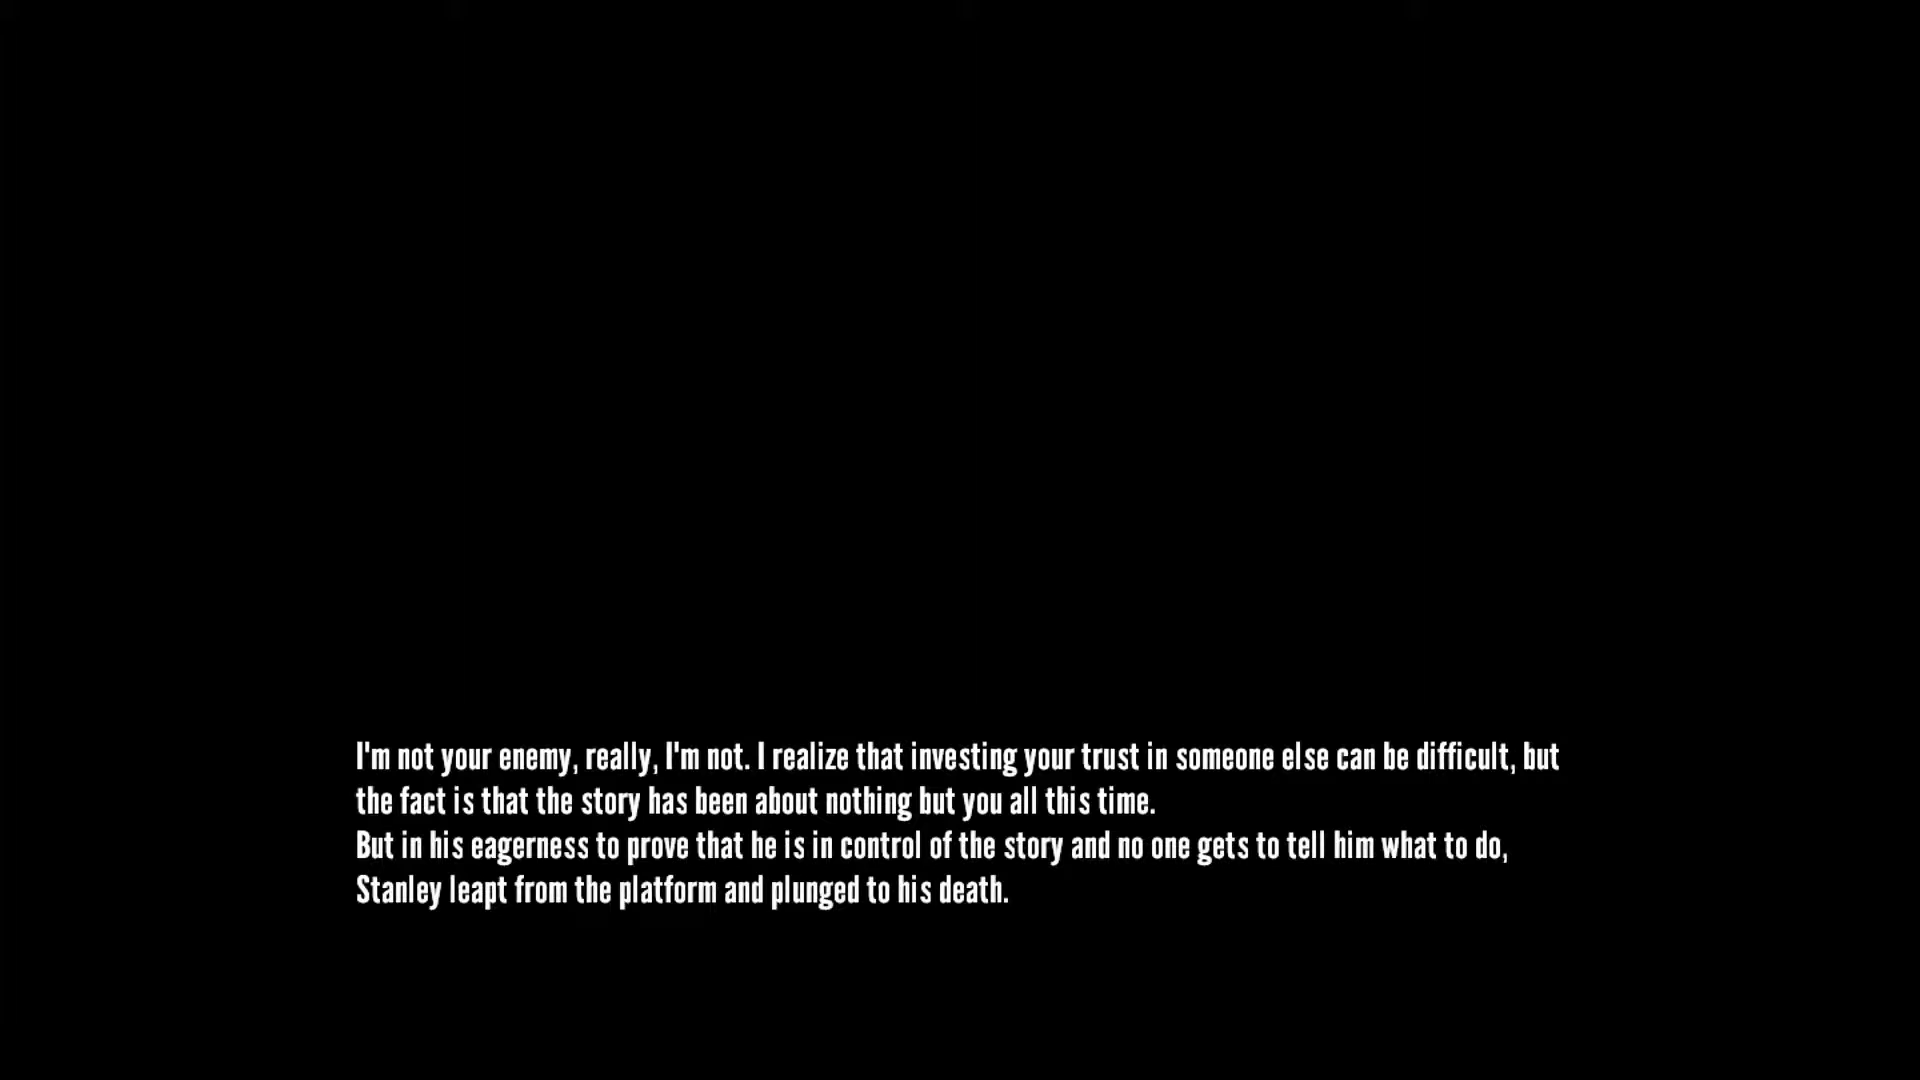 I'm not your enemy, really, I'm not. I realize that investing your trust in someone else can be difficult, but
the fact is that the story has been about nothing but you all this time.
But in his eagerness to prove that he is in control of the story and no one gets to tell him what to do,
Stanley leapt from the platform and plunged to his death.